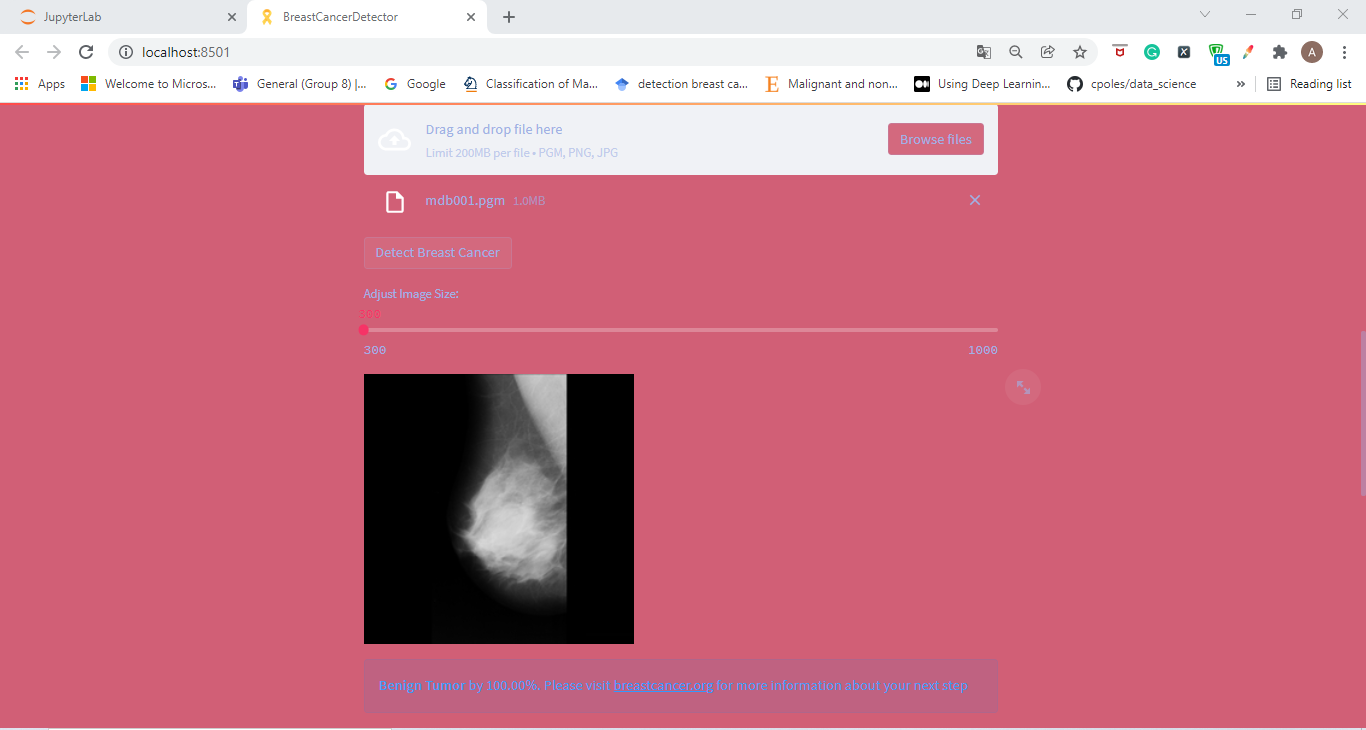 JupyterLab
BreastCancerDetector
localhost:8501
US
A
Apps
Welcome to Micros...
General (Group 8) |...
Google
Classification of Ma...
detection breast ca...
Malignant and non...
Using Deep Learnin...
cpoles/data_science
»
Reading list
Drag and drop file here
Limit 200MB per file • PGM, PNG, JPG
Browse files
mdb001.pgm 1.0MB
Detect Breast Cancer
Adjust Image Size:
300
1000
Benign Tumor by 100.00%. Please visit breastcancer.org for more information about your next step